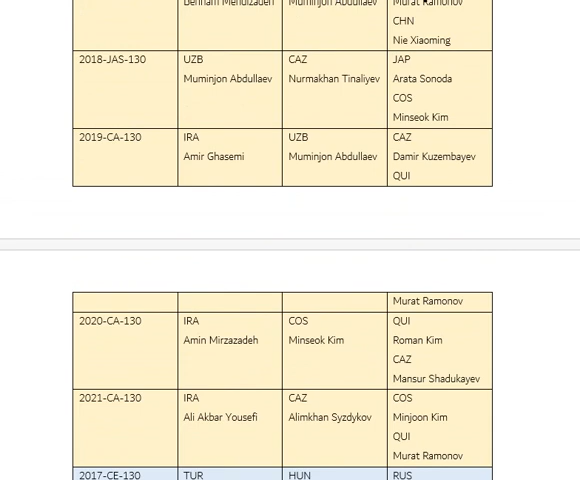 Behnam Mehdizadeh Muminjon Abdullaev Murat Ramonov
CHN
Nie Xiaoming
2018-JAS-130 UZB CAZ JAP
Muminjon Abdullaev Nurmakhan Tinaliyev Arata Sonoda
COS
Minseok Kim
2019-CA-130 IRA UZB CAZ
Amir Ghasemi Muminjon Abdullaev Damir Kuzembayev
QUI
Murat Ramonov
2020-CA-130 IRA COS QUI
Amin Mirzazadeh Minseok Kim Roman Kim
CAZ
Mansur Shadukayev
2021-CA-130 IRA CAZ COS
Ali Akbar Yousefi Alimkhan Syzdykov Minjoon Kim
QUI
Murat Ramonov
2017-CE-130 TUR HUN RUS